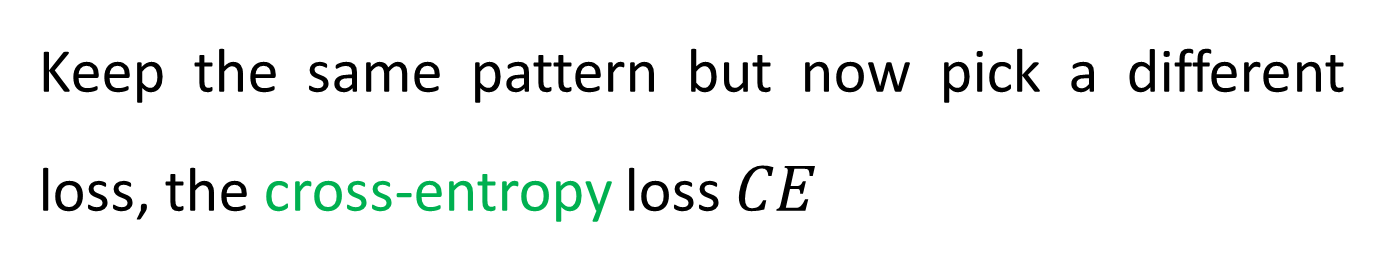 Keep the same pattern but now pick a different
loss, the cross-entropy loss CE